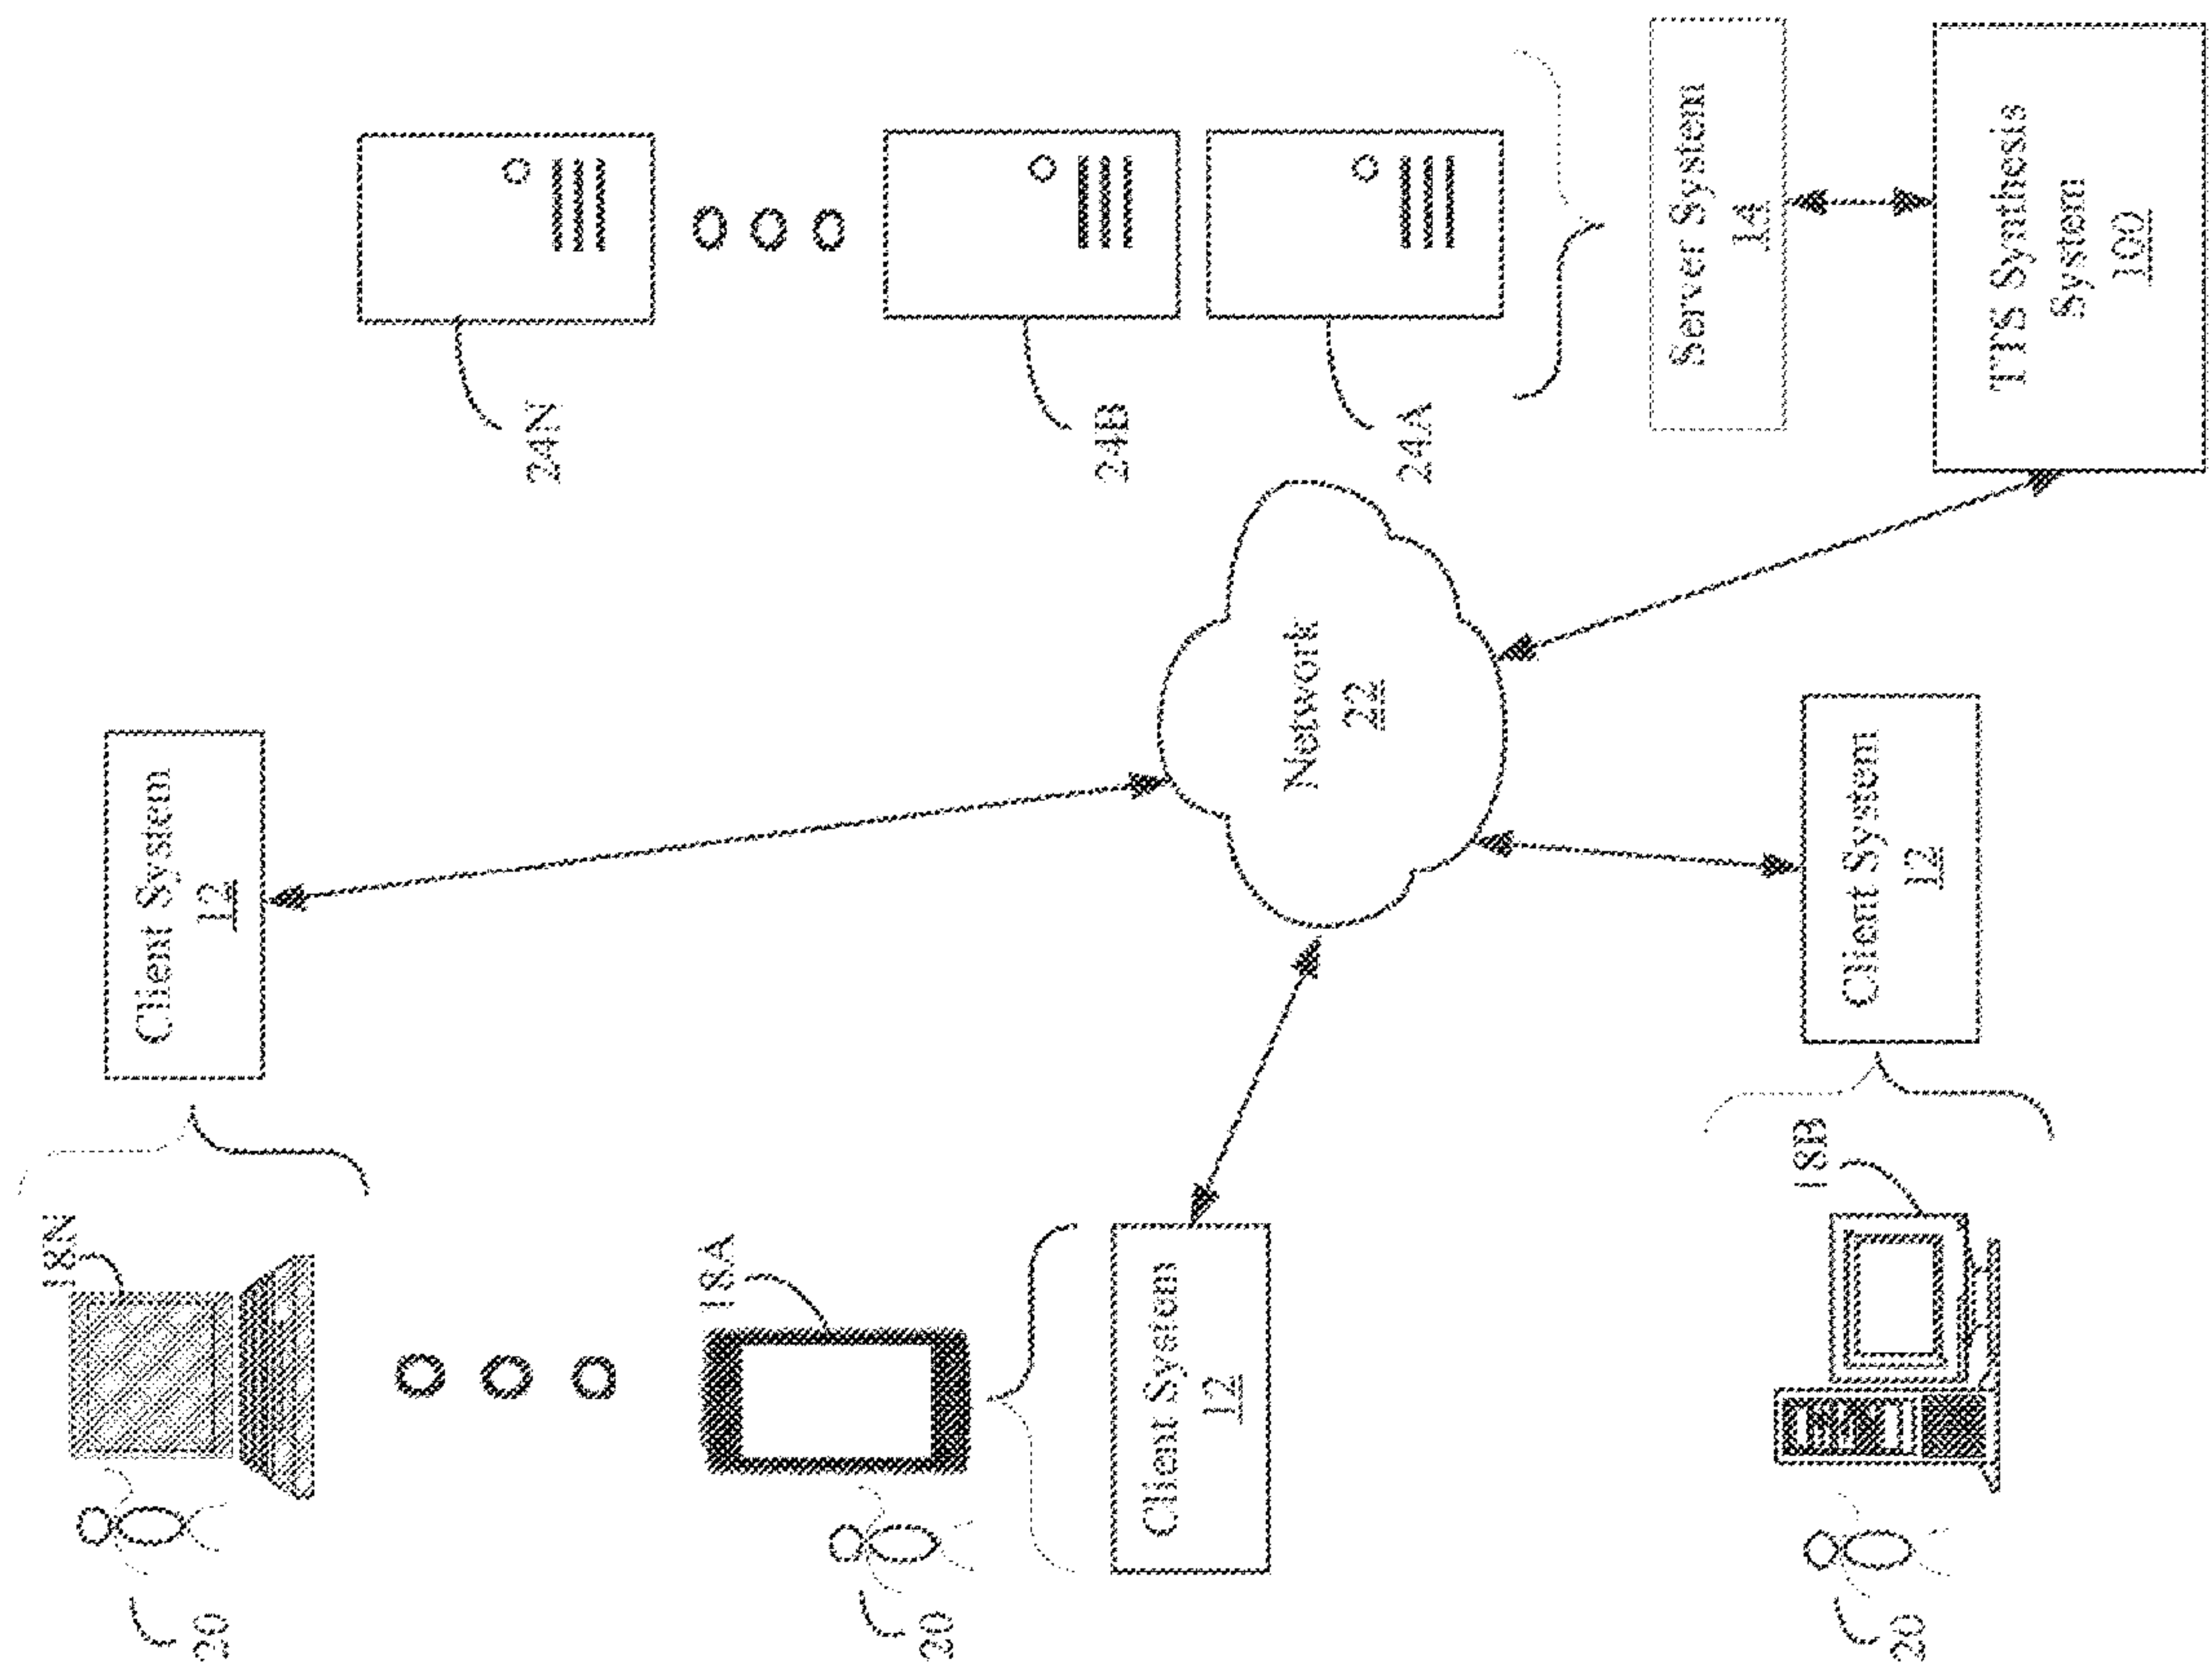 20
18N
Client System
12
20
18A
Client System
12
20
18B
Client System
12
Network
22
24N
24B
24A
Server System
14
TTS Synthesis
System
100